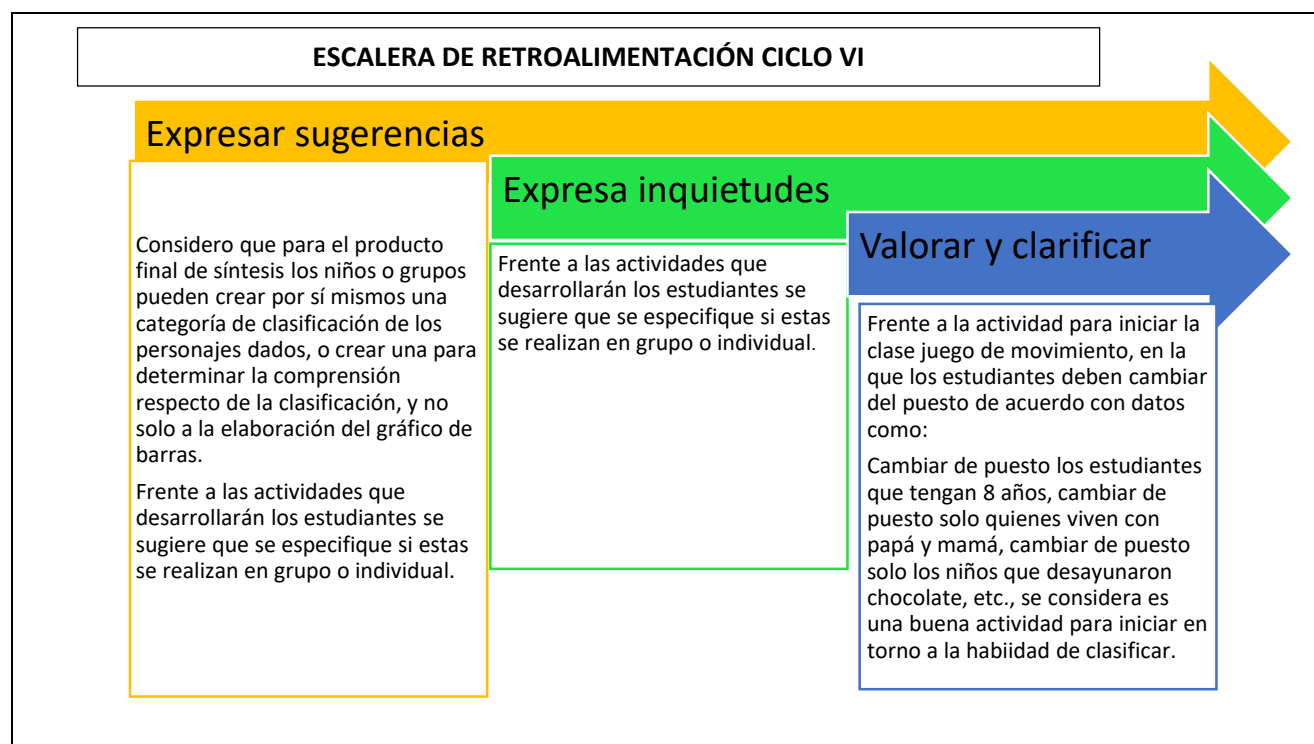 ESCALERA DE RETROALIMENTACIÓN CICLO VI
Expresar sugerencias
Considero que para el producto
final de síntesis los niños o grupos
pueden crear por sí mismos una
categoría de clasificación de los
personajes dados, o crear una para
determinar la comprensión
respecto de la clasificación, y no
solo a la elaboración del gráfico de
barras.
Frente a las actividades que
desarrollarán los estudiantes se
sugiere que se especifique si estas
se realizan en grupo o individual.
Expresa inquietudes
Frente a las actividades que
desarrollarán los estudiantes se
sugiere que se especifique si estas
se realizan en grupo o individual.
Valorar y clarificar
Frente a la actividad para iniciar la
clase juego de movimiento, en la
que los estudiantes deben cambiar
del puesto de acuerdo con datos
como:
Cambiar de puesto los estudiantes
que tengan 8 años, cambiar de
puesto solo quienes viven con
papá y mamá, cambiar de puesto
solo los niños que desayunaron
chocolate, etc., se considera es
una buena actividad para iniciar en
torno a la habiidad de clasificar.